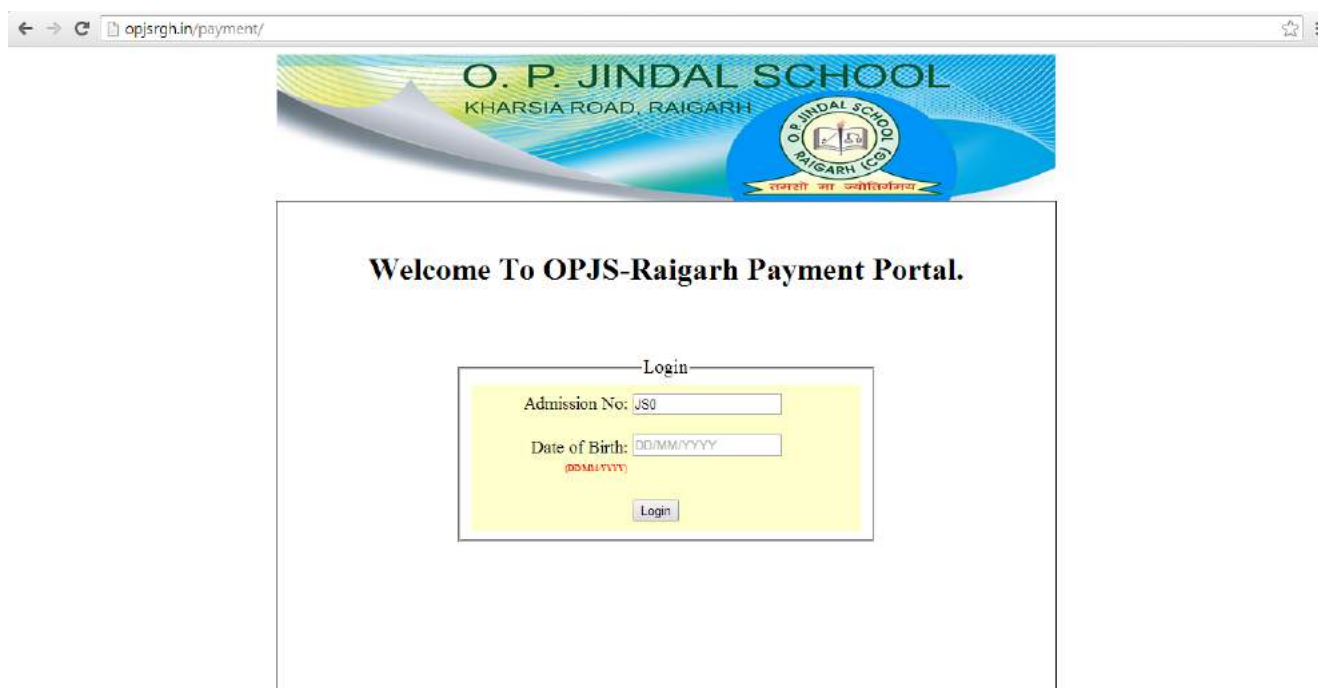 opjsrgh.in/payment/
O. P. JINDAL SCHOOL
KHARSIA ROAD, RAIGARH
O.P. JINDAL SCHOOL
RAIGARH (CG)
तमसो मा ज्योतिर्गमय
Welcome To OPJS-Raigarh Payment Portal.
Login
Admission No: JS0
Date of Birth: DD/MM/YYYY
(DD/MM/YYYY)
Login